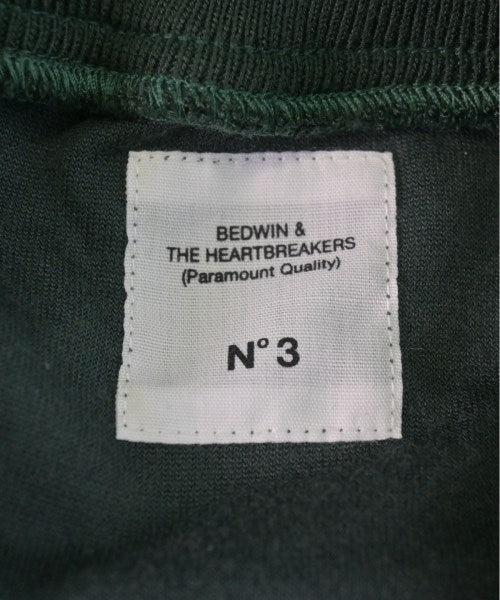 BEDWIN &
THE HEARTBREAKERS
(Paramount Quality)
N° 3